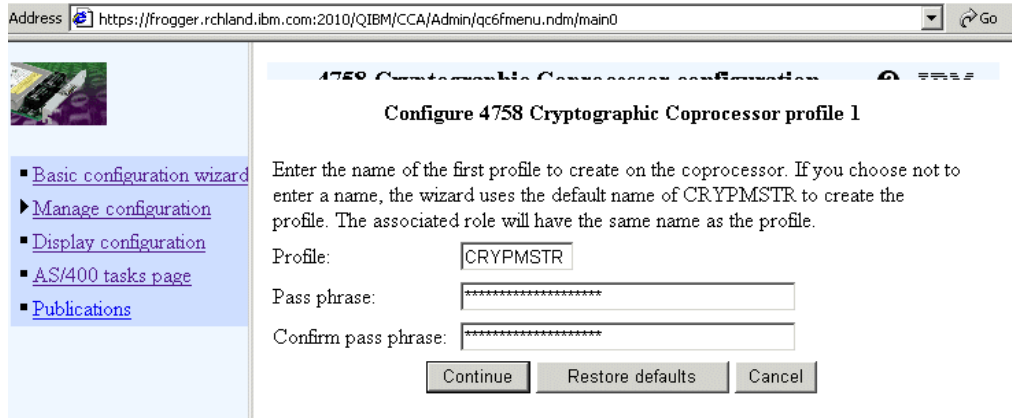 Address https://frogger.rchland.ibm.com:2010/QIBM/CCA/Admin/qc6fmenu.ndm/main0 Go
4758 Cryptographic Coprocessor configuration
Configure 4758 Cryptographic Coprocessor profile 1
Basic configuration wizard
Manage configuration
Display configuration
AS/400 tasks page
Publications
Enter the name of the first profile to create on the coprocessor. If you choose not to
enter a name, the wizard uses the default name of CRYPMSTR to create the
profile. The associated role will have the same name as the profile.
Profile: CRYPMSTR
Pass phrase: ********************
Confirm pass phrase: ********************
Continue Restore defaults Cancel